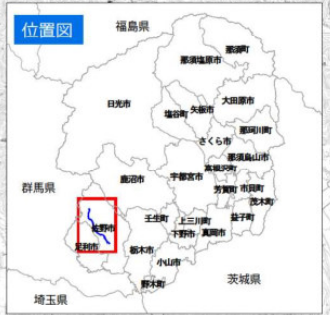 位置図
福島県
那須町
那須塩原市
日光市
大田原市
塩谷町
矢板市
那珂川町
さくら市
那須烏山市
高根沢町
鹿沼市
宇都宮市
群馬県
芳賀町
市貝町
茂木町
壬生町
上三川町
益子町
佐野市
下野市
真岡市
足利市
栃木市
小山市
野木町
茨城県
埼玉県